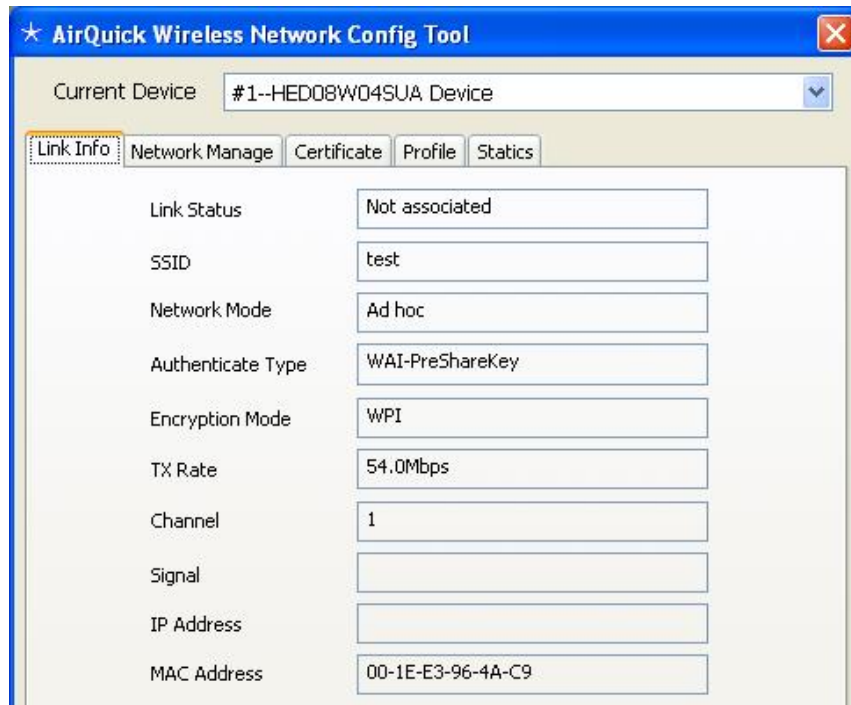 AirQuick Wireless Network Config Tool
Current Device #1--HED08W04SUA Device
Link Info Network Manage Certificate Profile Statics
Link Status Not associated
SSID test
Network Mode Ad hoc
Authenticate Type WAI-PreShareKey
Encryption Mode WPI
TX Rate 54.0Mbps
Channel 1
Signal
IP Address
MAC Address 00-1E-E3-96-4A-C9